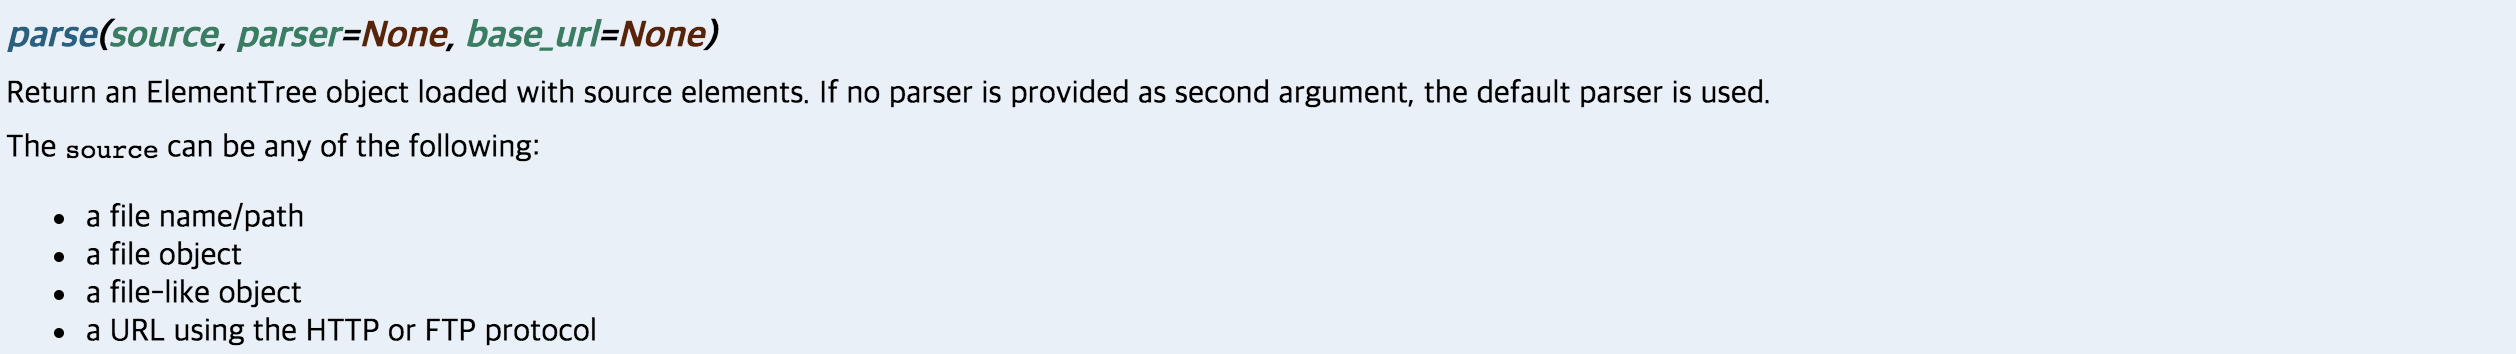 parse(source, parser=None, base_url=None)
Return an ElementTree object loaded with source elements. If no parser is provided as second argument, the default parser is used.
The source can be any of the following:
• a file name/path
• a file object
• a file-like object
• a URL using the HTTP or FTP protocol